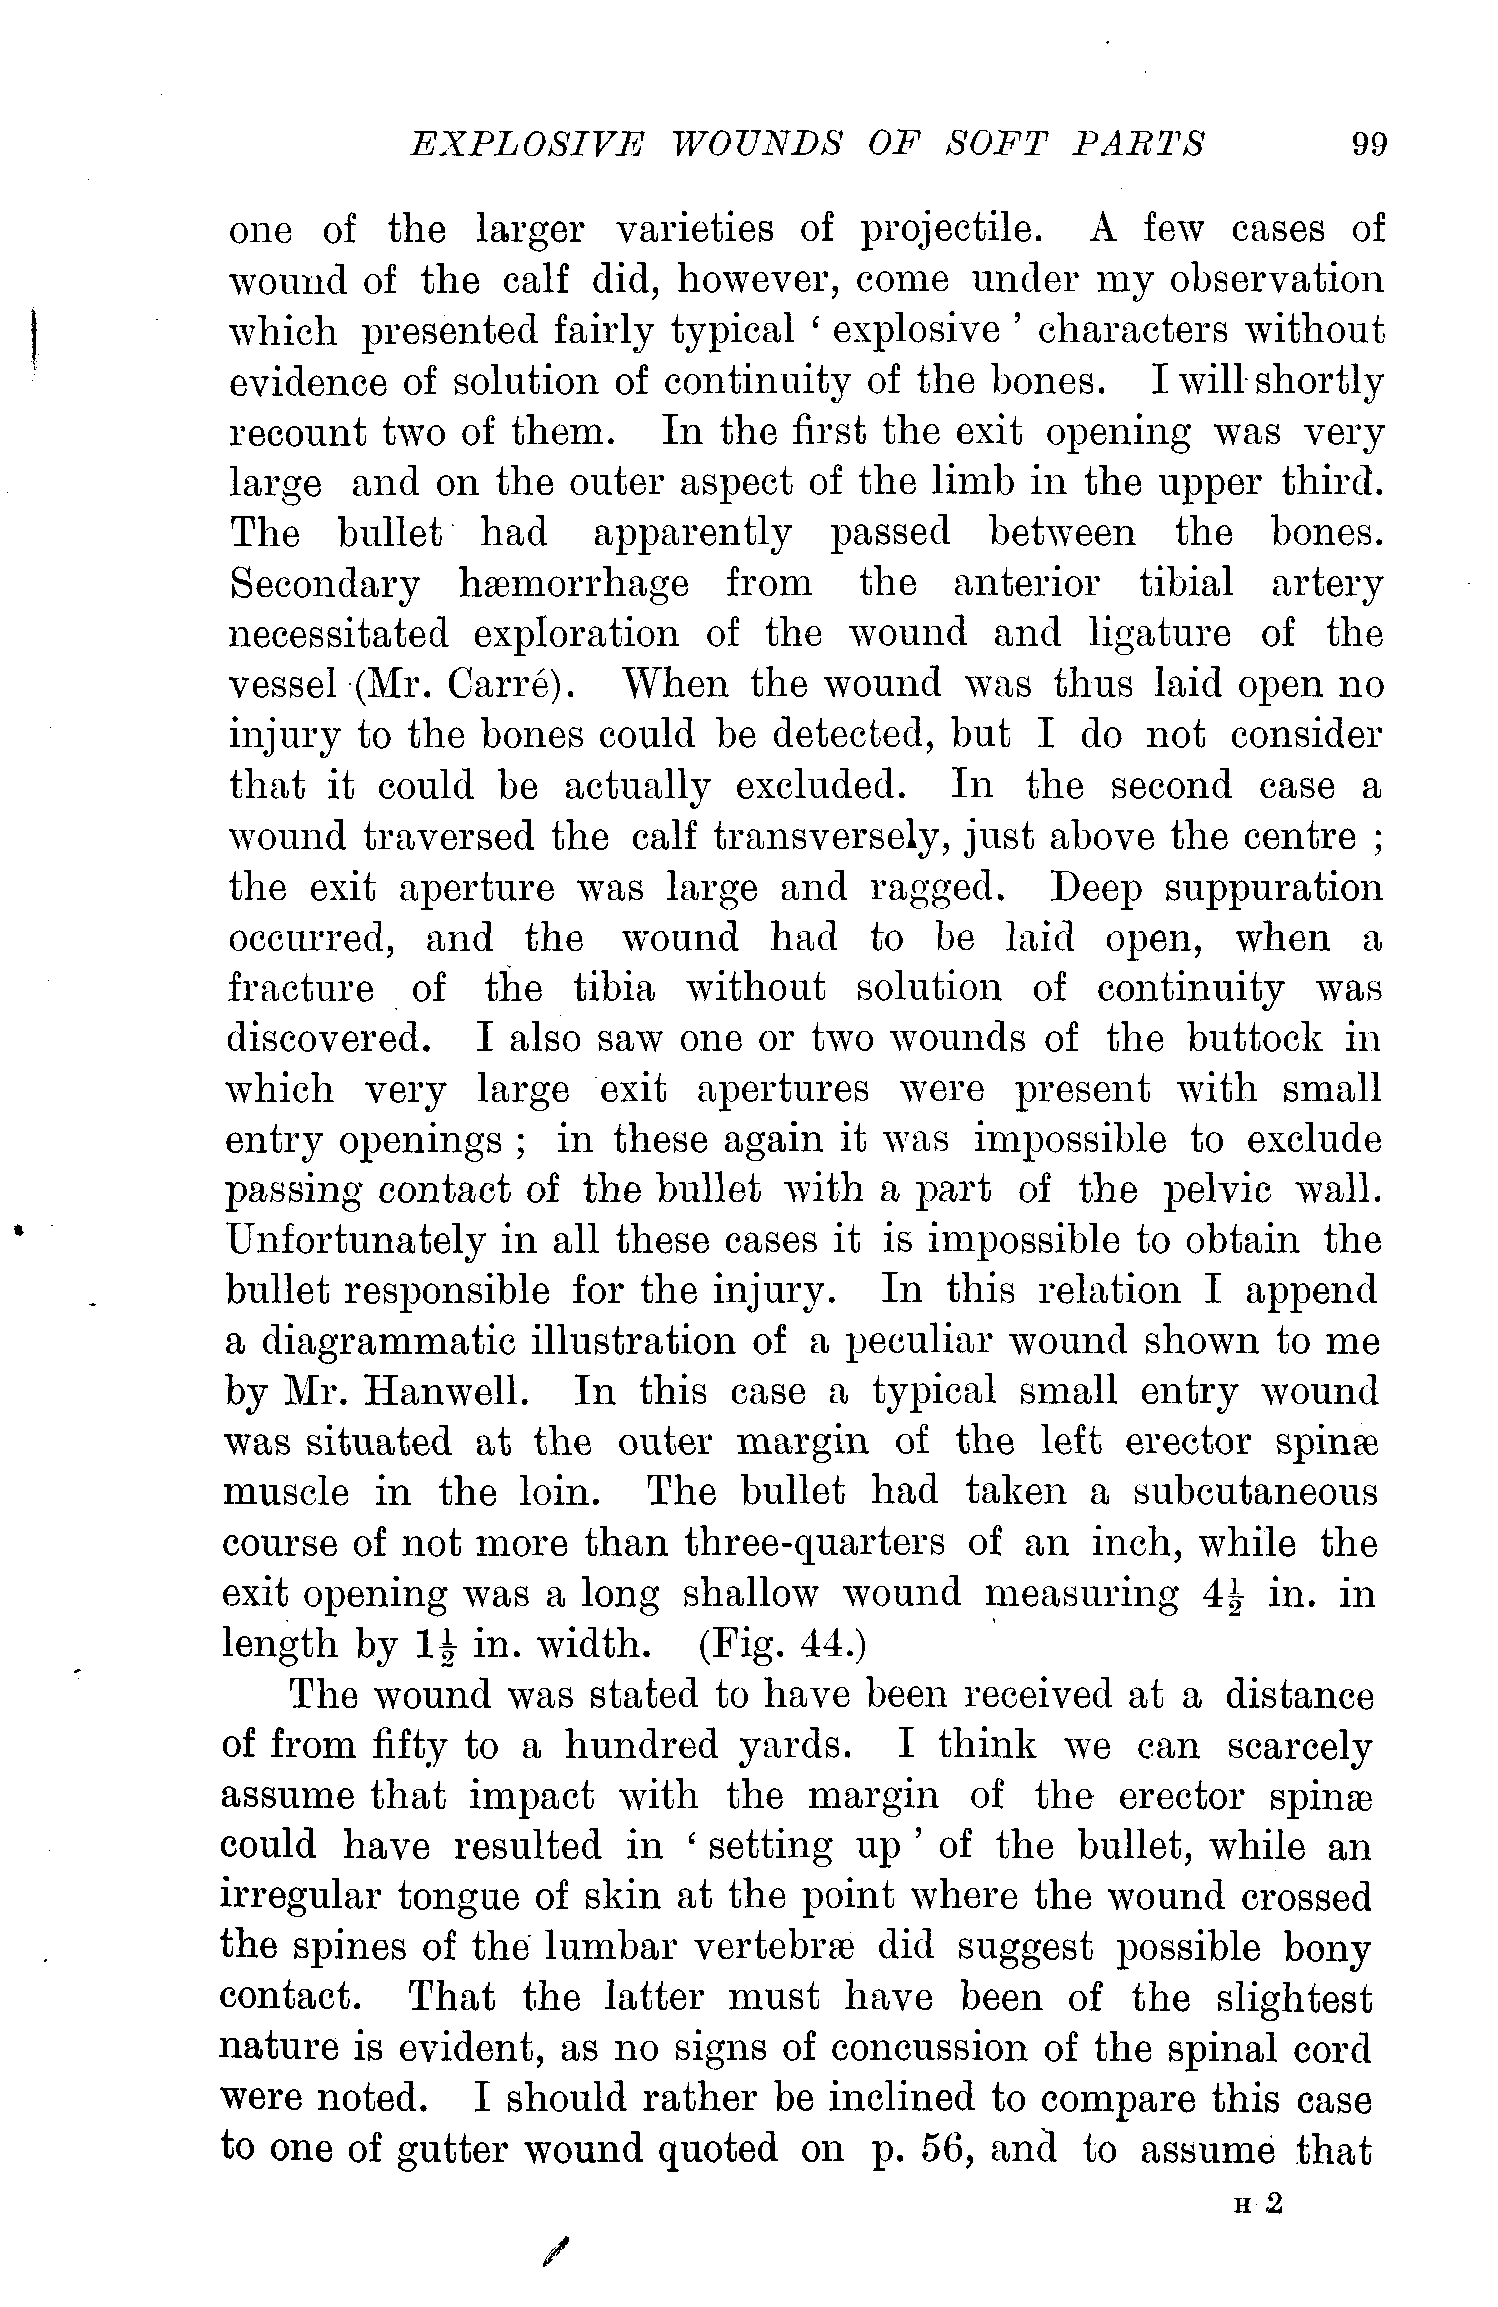 EXPLOSIVE WOUNDS OF SOFT PARTS 99
one of the larger varieties of projectile. A few cases of
wound of the calf did, however, come under my observation
which presented fairly typical ‘ explosive ’ characters without
evidence of solution of continuity of the bones. I will shortly
recount two of them. In the first the exit opening was very
large and on the outer aspect of the limb in the upper third.
The bullet had apparently passed between the bones.
Secondary hæmorrhage from the anterior tibial artery
necessitated exploration of the wound and ligature of the
vessel (Mr. Carré). When the wound was thus laid open no
injury to the bones could be detected, but I do not consider
that it could be actually excluded. In the second case a
wound traversed the calf transversely, just above the centre ;
the exit aperture was large and ragged. Deep suppuration
occurred, and the wound had to be laid open, when a
fracture of the tibia without solution of continuity was
discovered. I also saw one or two wounds of the buttock in
which very large exit apertures were present with small
entry openings ; in these again it was impossible to exclude
passing contact of the bullet with a part of the pelvic wall.
Unfortunately in all these cases it is impossible to obtain the
bullet responsible for the injury. In this relation I append
a diagrammatic illustration of a peculiar wound shown to me
by Mr. Hanwell. In this case a typical small entry wound
was situated at the outer margin of the left erector spinæ
muscle in the loin. The bullet had taken a subcutaneous
course of not more than three-quarters of an inch, while the
exit opening was a long shallow wound measuring 4½ in. in
length by 1½ in. width. (Fig. 44.)
The wound was stated to have been received at a distance
of from fifty to a hundred yards. I think we can scarcely
assume that impact with the margin of the erector spinæ
could have resulted in ‘ setting up ’ of the bullet, while an
irregular tongue of skin at the point where the wound crossed
the spines of the lumbar vertebræ did suggest possible bony
contact. That the latter must have been of the slightest
nature is evident, as no signs of concussion of the spinal cord
were noted. I should rather be inclined to compare this case
to one of gutter wound quoted on p. 56, and to assume that
H 2